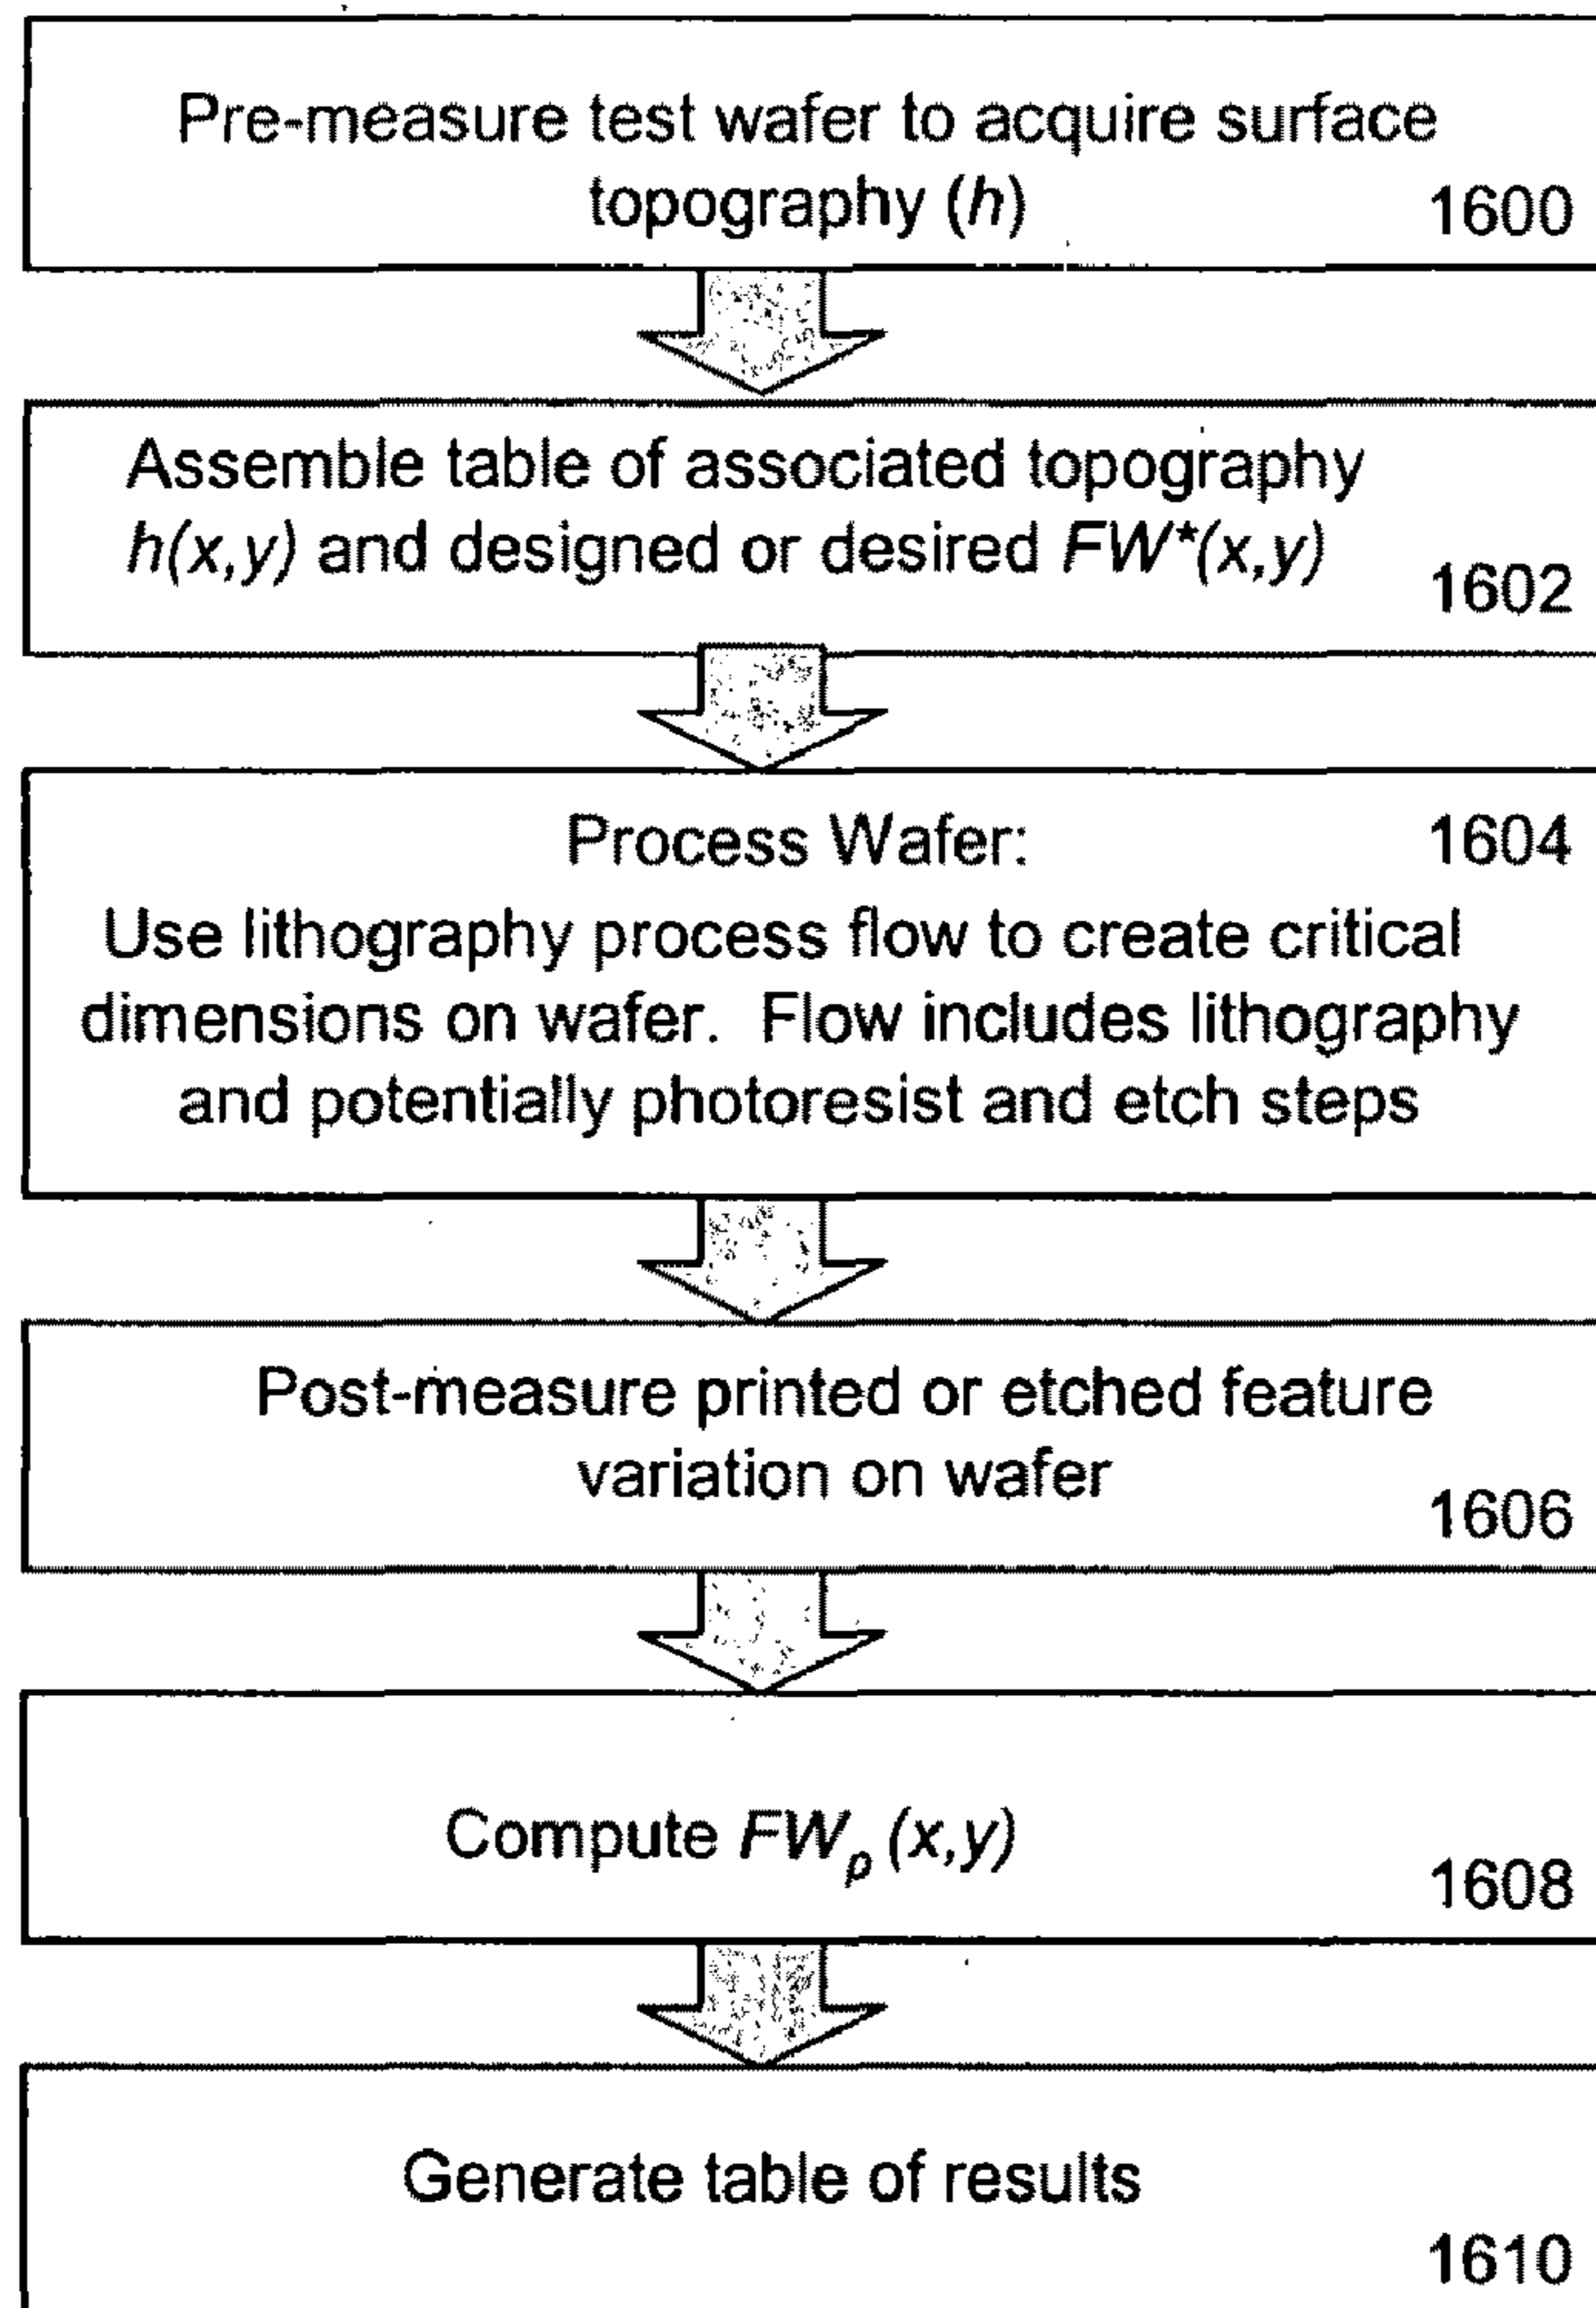 Pre-measure test wafer to acquire surface
topography (h)
1600
Assemble table of associated topography
h(x,y) and designed or desired FW*(x,y)
1602
Process Wafer:
1604
Use lithography process flow to create critical
dimensions on wafer. Flow includes lithography
and potentially photoresist and etch steps
Post-measure printed or etched feature
variation on wafer
1606
Compute FWρ (x,y)
1608
Generate table of results
1610